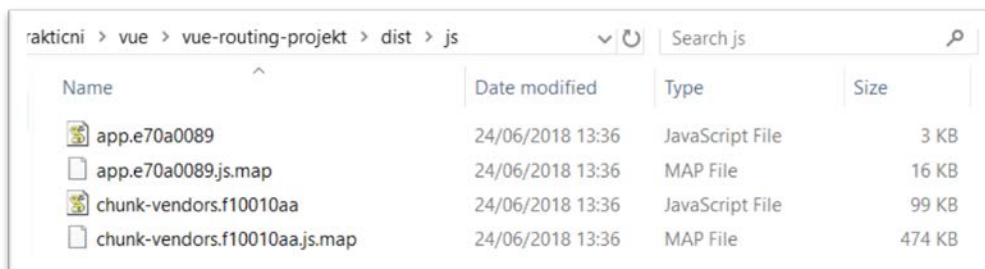 rakticni > vue > vue-routing-projekt > dist > js Search js
Name Date modified Type Size
app.e70a0089 24/06/2018 13:36 JavaScript File 3 KB
app.e70a0089.js.map 24/06/2018 13:36 MAP File 16 KB
chunk-vendors.f10010aa 24/06/2018 13:36 JavaScript File 99 KB
chunk-vendors.f10010aa.js.map 24/06/2018 13:36 MAP File 474 KB